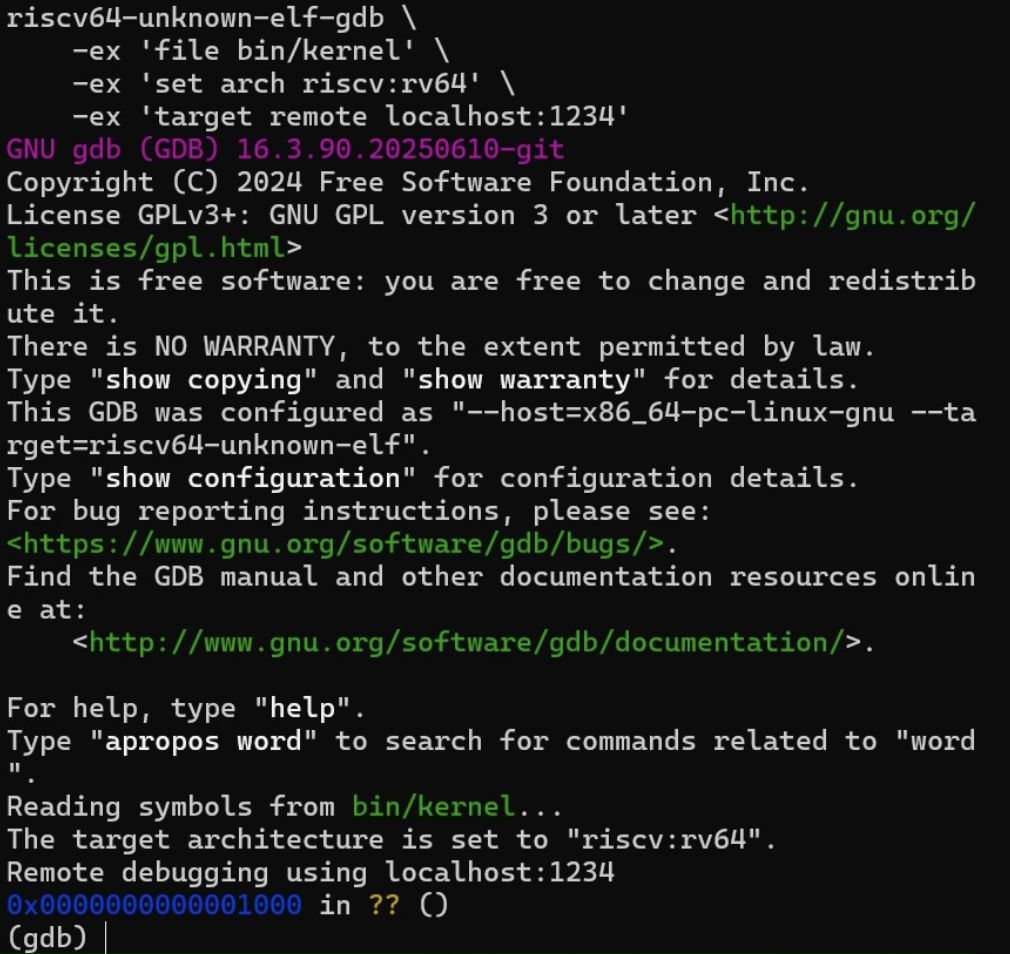 riscv64-unknown-elf-gdb \
    -ex 'file bin/kernel' \
    -ex 'set arch riscv:rv64' \
    -ex 'target remote localhost:1234'
GNU gdb (GDB) 16.3.90.20250610-git
Copyright (C) 2024 Free Software Foundation, Inc.
License GPLv3+: GNU GPL version 3 or later <http://gnu.org/
licenses/gpl.html>
This is free software: you are free to change and redistrib
ute it.
There is NO WARRANTY, to the extent permitted by law.
Type "show copying" and "show warranty" for details.
This GDB was configured as "--host=x86_64-pc-linux-gnu --ta
rget=riscv64-unknown-elf".
Type "show configuration" for configuration details.
For bug reporting instructions, please see:
<https://www.gnu.org/software/gdb/bugs/>.
Find the GDB manual and other documentation resources onlin
e at:
    <http://www.gnu.org/software/gdb/documentation/>.

For help, type "help".
Type "apropos word" to search for commands related to "word
".
Reading symbols from bin/kernel...
The target architecture is set to "riscv:rv64".
Remote debugging using localhost:1234
0x0000000000001000 in ?? ()
(gdb)